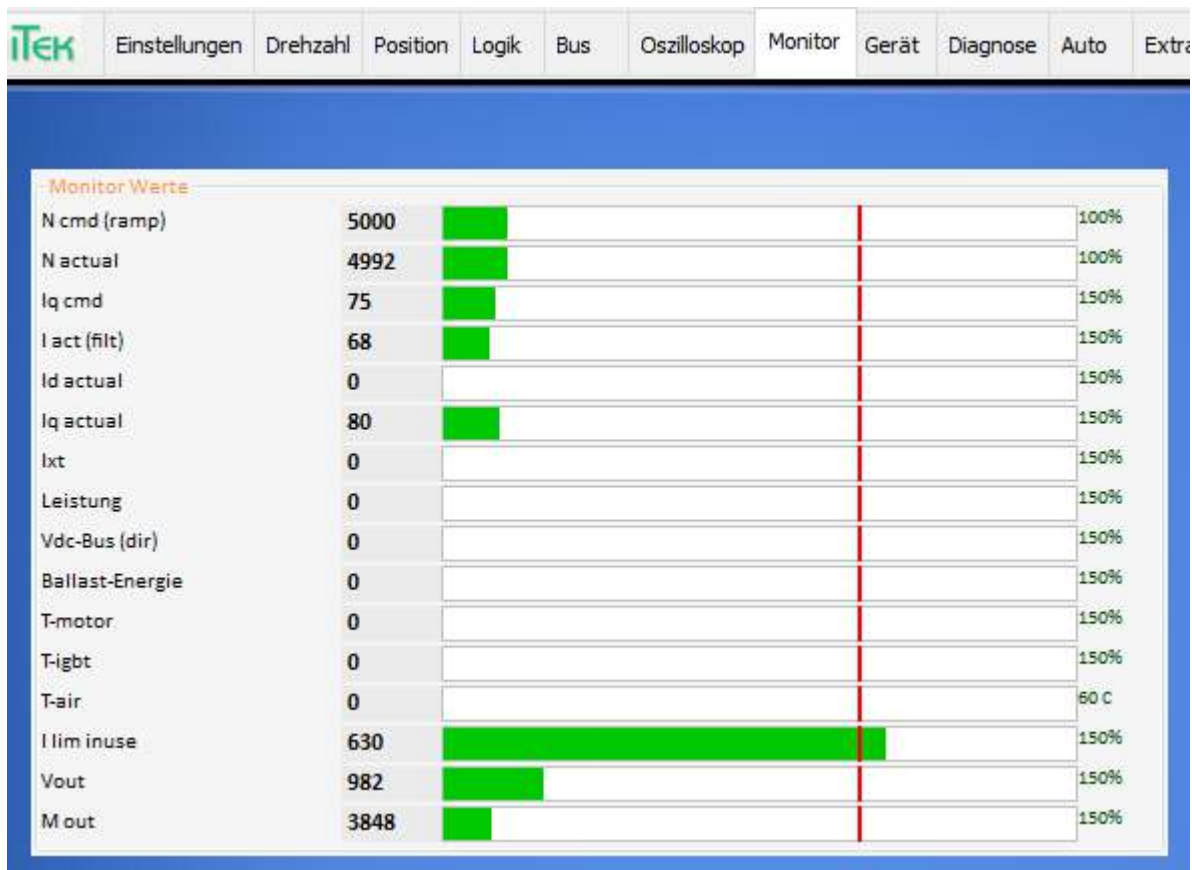 iTEK Einstellungen Drehzahl Position Logik Bus Oszilloskop Monitor Gerät Diagnose Auto Extra
Monitor Werte
N cmd (ramp) 5000 100%
N actual 4992 100%
Iq cmd 75 150%
I act (filt) 68 150%
Id actual 0 150%
Iq actual 80 150%
Ixt 0 150%
Leistung 0 150%
Vdc-Bus (dir) 0 150%
Ballast-Energie 0 150%
T-motor 0 150%
T-igbt 0 150%
T-air 0 60 C
I lim inuse 630 150%
Vout 982 150%
M out 3848 150%